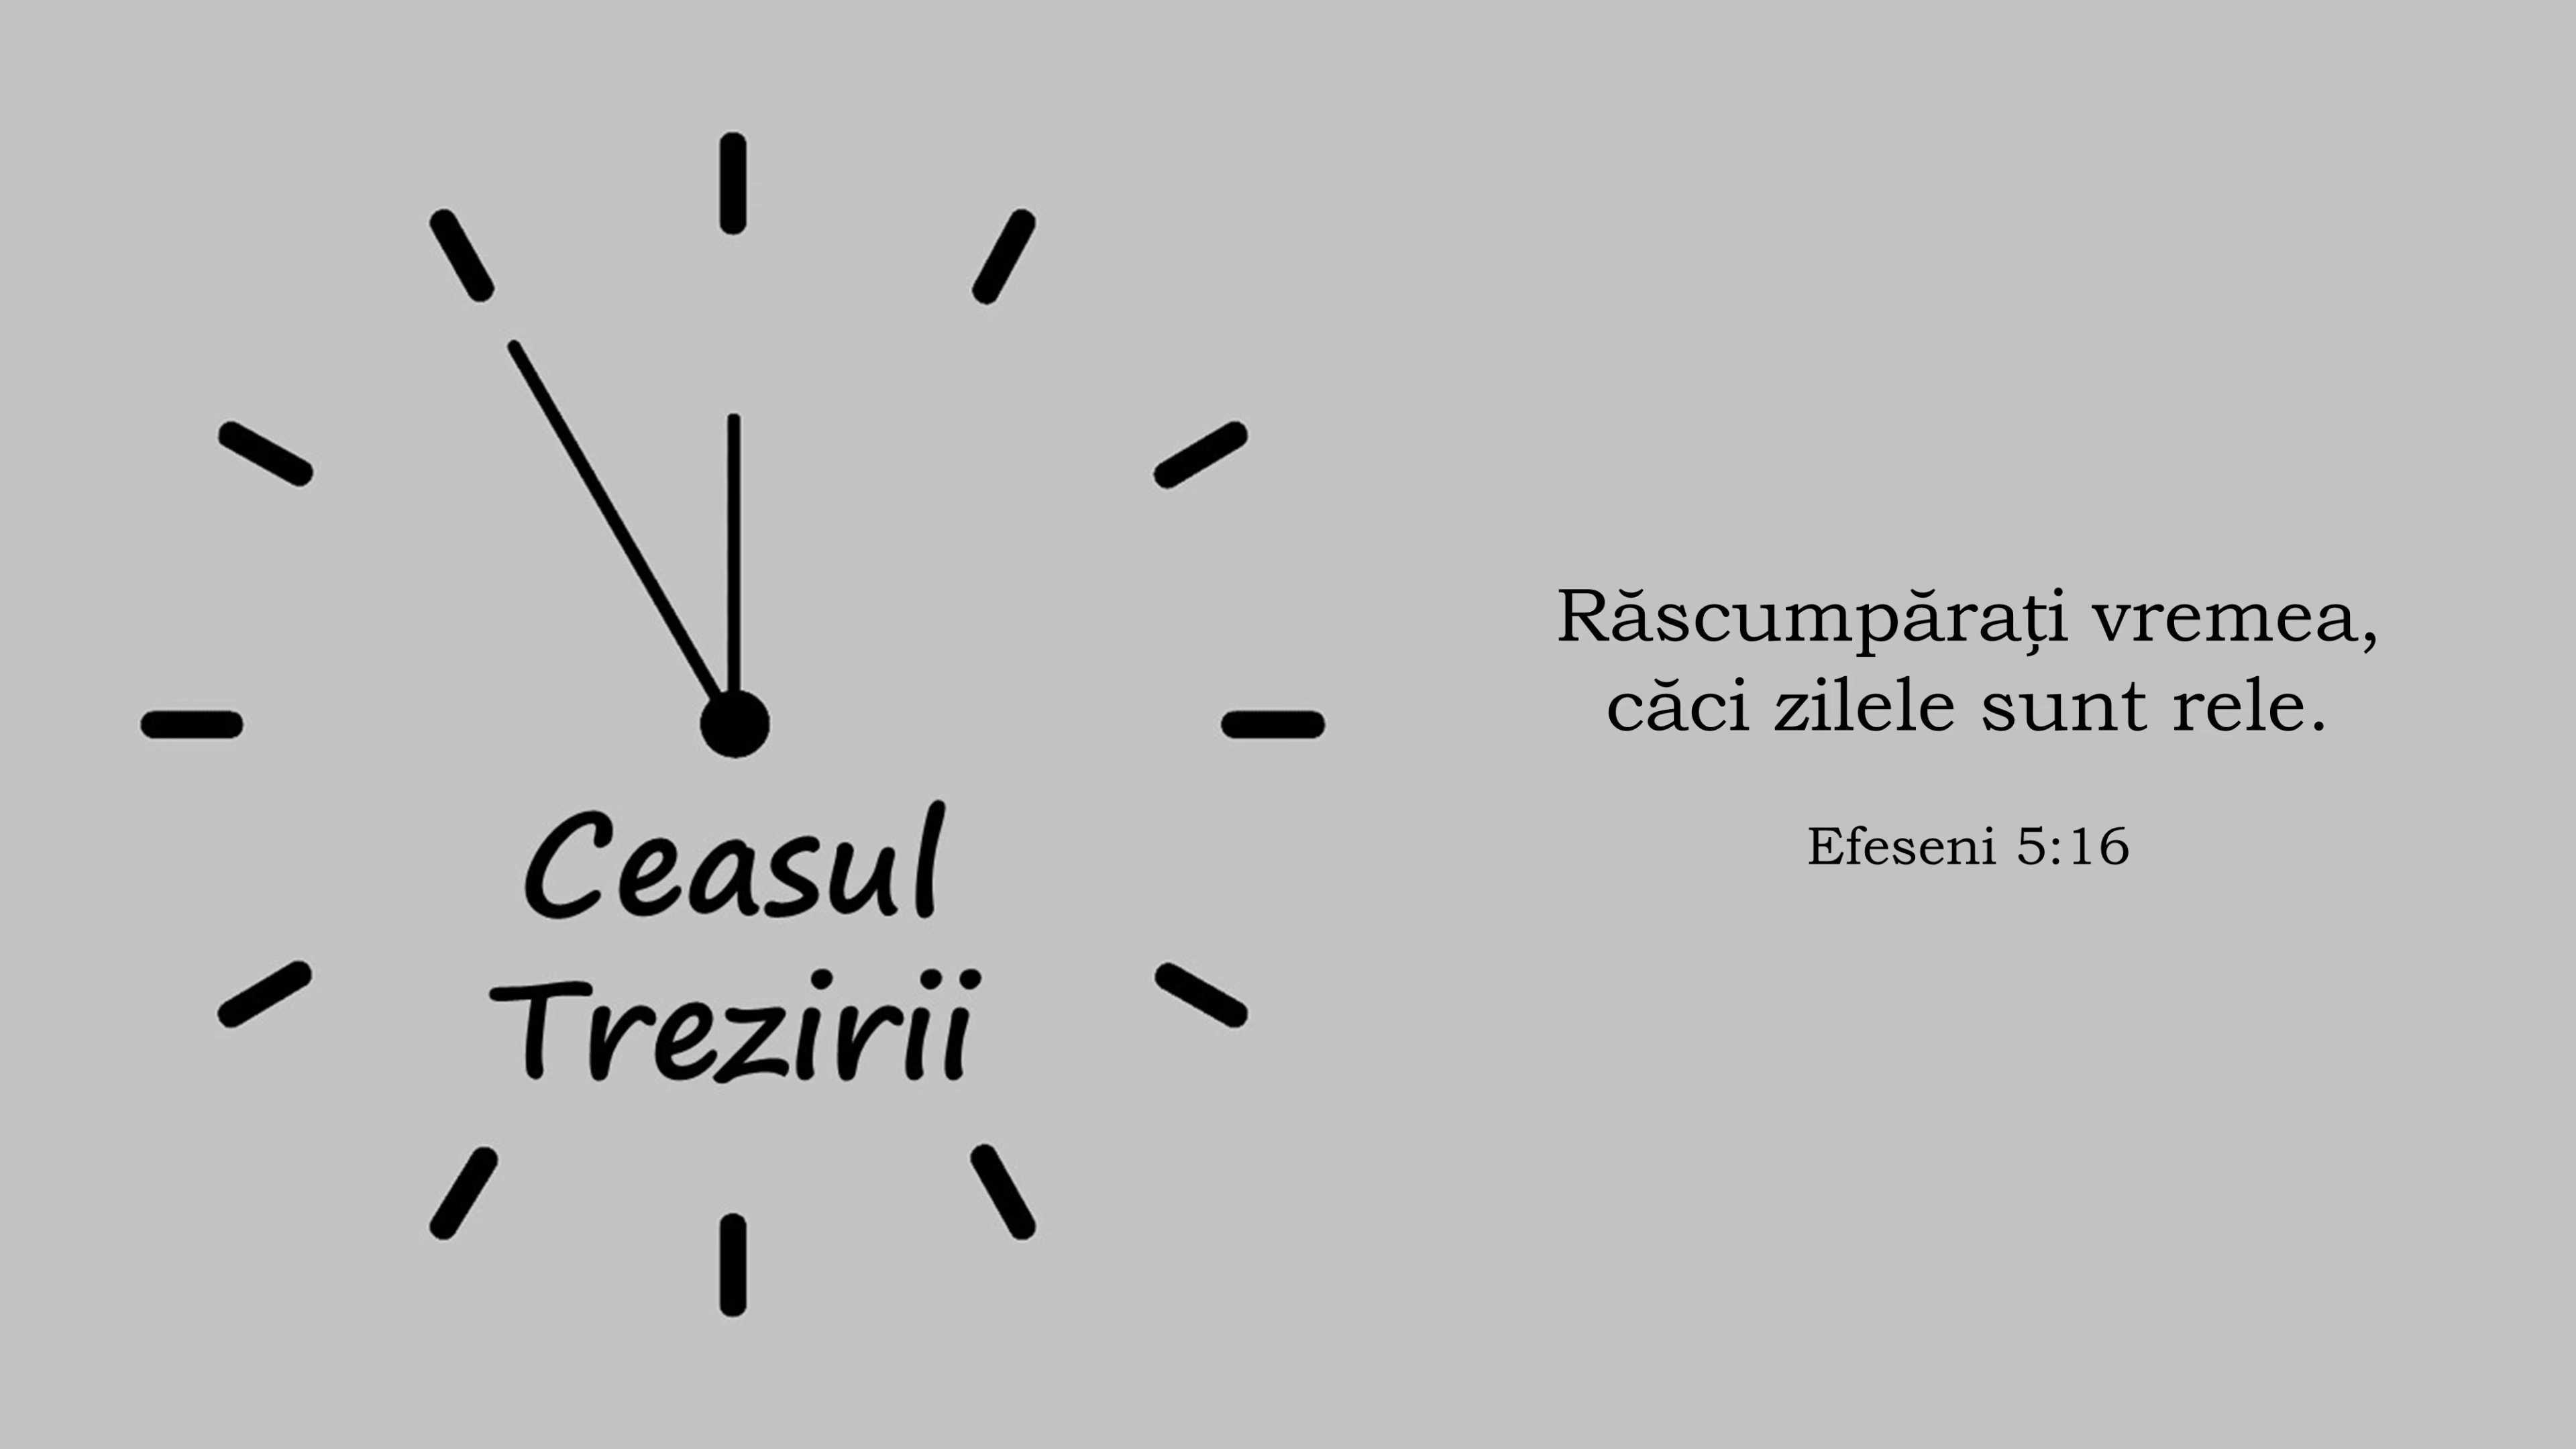 Ceasul
Trezirii
Răscumpărați vremea,
căci zilele sunt rele.
Efeseni 5:16